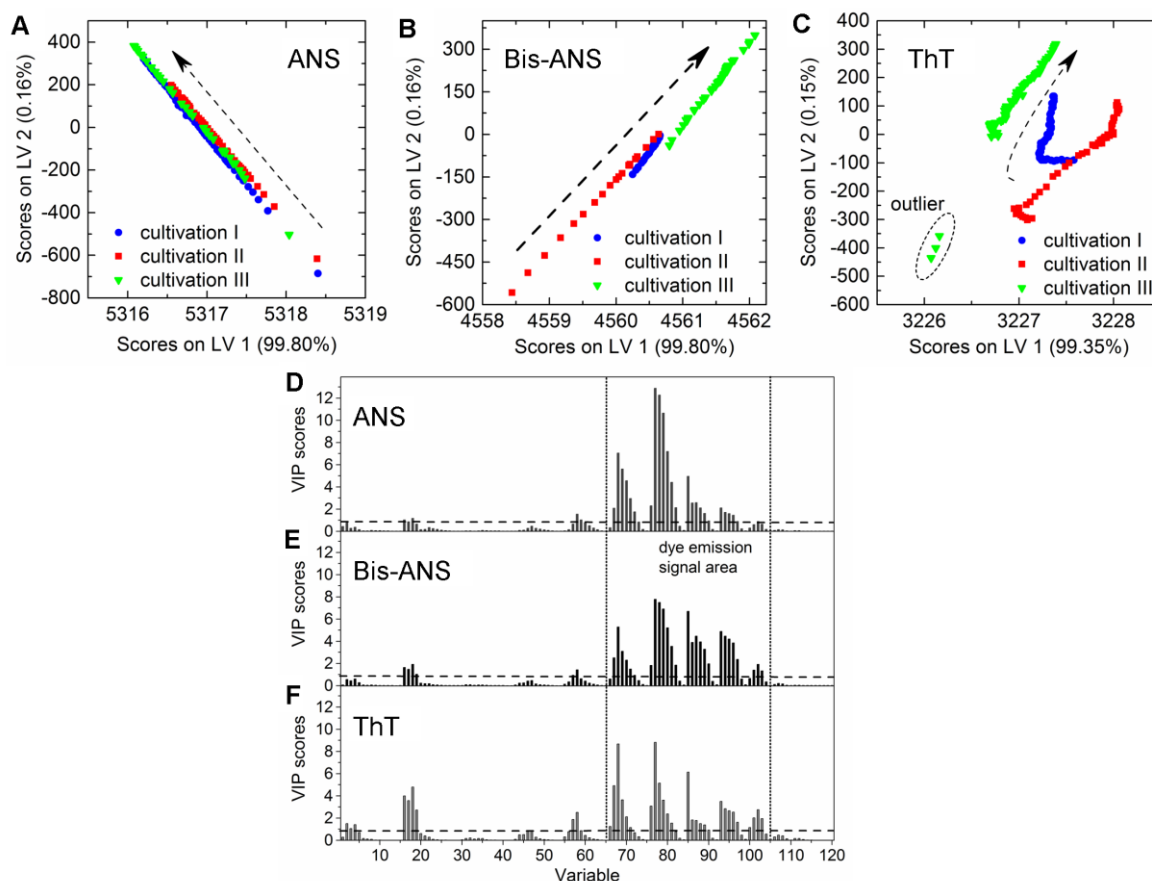 A
ANS
Scores on LV 2 (0.16%)
400
200
0
-200
-400
-600
-800
cultivation I
cultivation II
cultivation III
5316 5317 5318 5319
Scores on LV 1 (99.80%)
B
Bis-ANS
Scores on LV 2 (0.16%)
300
150
0
-150
-300
-450
-600
cultivation I
cultivation II
cultivation III
4558 4559 4560 4561 4562
Scores on LV 1 (99.80%)
C
ThT
Scores on LV 2 (0.15%)
300
200
100
0
-100
-200
-300
-400
-500
-600
outlier
cultivation I
cultivation II
cultivation III
3226 3227 3228
Scores on LV 1 (99.35%)
D
ANS
VIP scores
12
10
8
6
4
2
0
E
Bis-ANS
dye emission
signal area
VIP scores
12
10
8
6
4
2
0
F
ThT
VIP scores
12
10
8
6
4
2
0
10 20 30 40 50 60 70 80 90 100 110 120
Variable